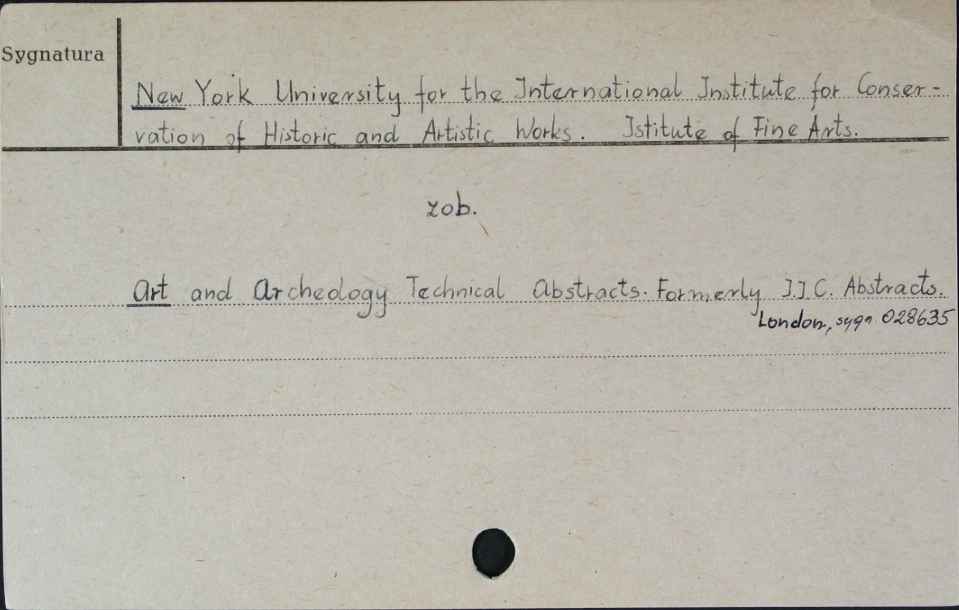 Sygnatura
New York University for the International Institute for Conser-
vation of Historic and Artistic Works. Istitute of Fine Arts.
zob.
Art and Archeology Technical Abstracts. Formerly I.I.C. Abstracts.
London, sygn. 028635